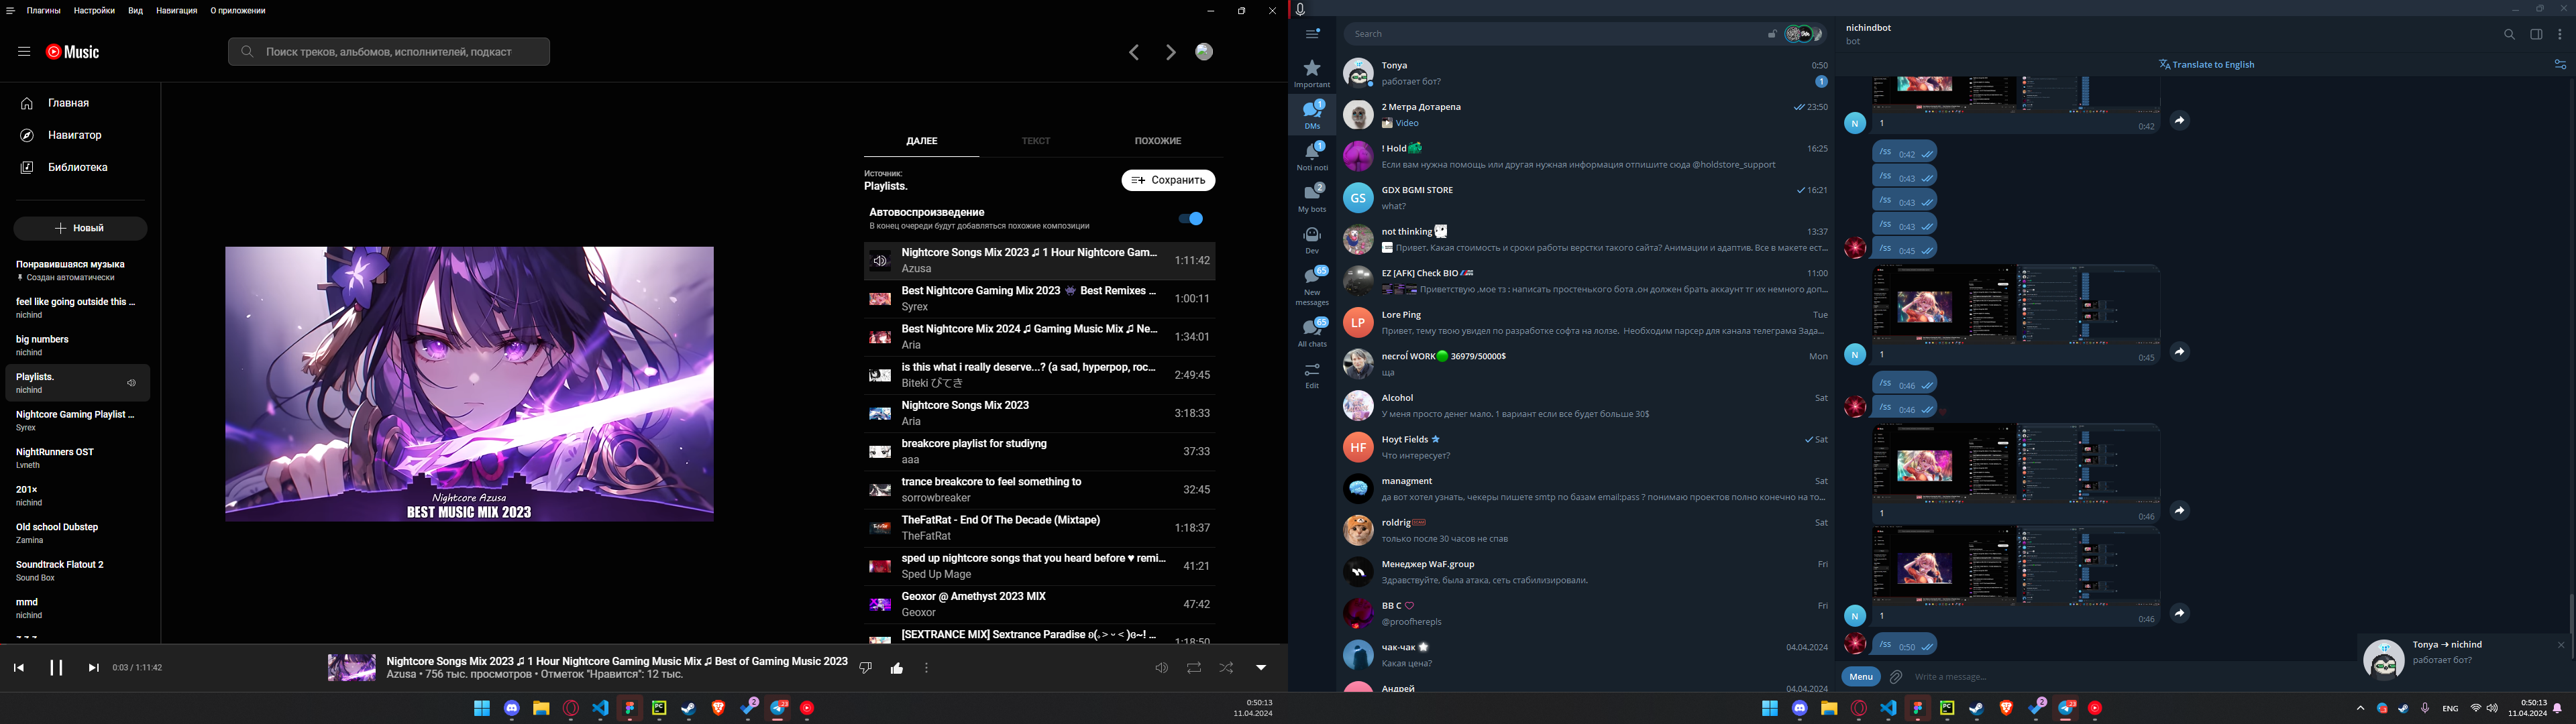 Плагины Настройки Вид Навигация О приложении
Music
Поиск треков, альбомов, исполнителей, подкаст
Главная
Навигатор
Библиотека
Новый
Понравившаяся музыка
Создан автоматически
feel like going outside this ...
nichind
big numbers
nichind
Playlists.
nichind
Nightcore Gaming Playlist ...
Syrex
NightRunners OST
Lvneth
201×
nichind
Old school Dubstep
Zamina
Soundtrack Flatout 2
Sound Box
mmd
nichind
Nightcore Azusa
BEST MUSIC MIX 2023
ДАЛЕЕ ТЕКСТ ПОХОЖИЕ
Источник:
Playlists.
Сохранить
Автовоспроизведение
В конец очереди будут добавляться похожие композиции
Nightcore Songs Mix 2023 ♫ 1 Hour Nightcore Gam...
Azusa
1:11:42
Best Nightcore Gaming Mix 2023 👾 Best Remixes ...
Syrex
1:00:11
Best Nightcore Mix 2024 ♫ Gaming Music Mix ♫ Ne...
Aria
1:34:01
is this what i really deserve...? (a sad, hyperpop, roc...
Biteki びてき
2:49:45
Nightcore Songs Mix 2023
Aria
3:18:33
breakcore playlist for studiyng
aaa
37:33
trance breakcore to feel something to
sorrowbreaker
32:45
TheFatRat - End Of The Decade (Mixtape)
TheFatRat
1:18:37
sped up nightcore songs that you heard before ♥ remi...
Sped Up Mage
41:21
Geoxor @ Amethyst 2023 MIX
Geoxor
47:42
[SEXTRANCE MIX] Sextrance Paradise
1:18:50
0:03 / 1:11:42
Nightcore Songs Mix 2023 ♫ 1 Hour Nightcore Gaming Music Mix ♫ Best of Gaming Music 2023
Azusa • 756 тыс. просмотров • Отметок "Нравится": 12 тыс.
2
23
0:50:13
11.04.2024
Important
1
DMs
1
Noti noti
2
My bots
Dev
65
New
messages
65
All chats
Edit
Search
Tonya 0:50
работает бот? 1
2 Метра Дотарепа 23:50
Video
! Hold 16:25
Если вам нужна помощь или другая нужная информация отпишите сюда @holdstore_support
GS
GDX BGMI STORE 16:21
what?
not thinking 13:37
Привет. Какая стоимость и сроки работы верстки такого сайта? Анимации и адаптив. Все в макете ест...
EZ [AFK] Check BIO 11:00
Приветствую ,мое тз : написать простенького бота ,он должен брать аккаунт тг их немного доп...
LP
Lore Ping Tue
Привет, тему твою увидел по разработке софта на лолзе. Необходим парсер для канала телеграма Зада...
necroĺ WORK🟢 36979/50000$ Mon
ща
Alcohol Sat
У меня просто денег мало. 1 вариант если все будет больше 30$
HF
Hoyt Fields Sat
Что интересует?
managment Sat
да вот хотел узнать, чекеры пишете smtp по базам email:pass ? понимаю проектов полно конечно на то...
roldrig Sat
только после 30 часов не спав
Менеджер WaF.group Fri
Здравствуйте, была атака, сеть стабилизировали.
BB C Fri
@proofherepls
чак-чак 04.04.2024
Какая цена?
Андрей 04.04.2024
nichindbot
bot
Translate to English
N
1 0:42
/ss 0:42
/ss 0:43
/ss 0:43
/ss 0:43
/ss 0:45
N
1 0:45
/ss 0:46
/ss 0:46
1 0:46
N
1 0:46
/ss 0:50
Menu
Write a message...
Tonya ➜ nichind
работает бот?
2
23
ENG
0:50:13
11.04.2024